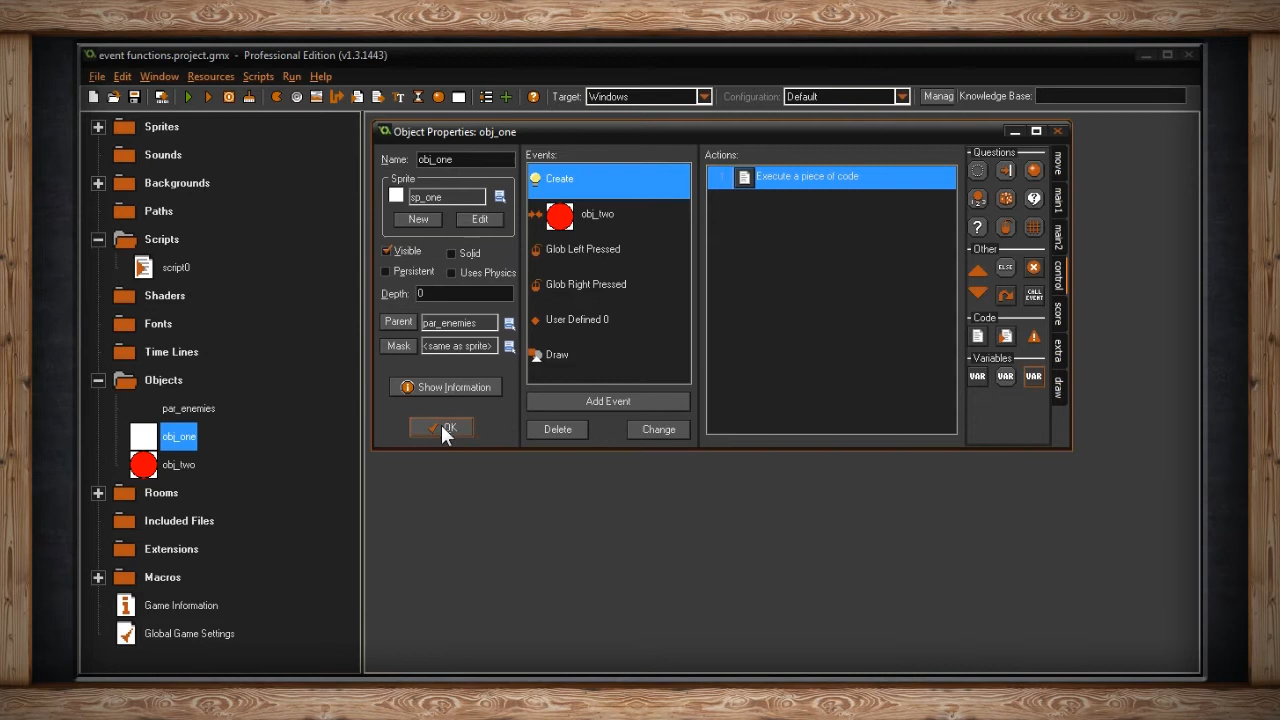 event functions.project.gmx - Professional Edition (v1.3.1443)
File Edit Window Resources Scripts Run Help
Target: Windows Configuration: Default Manag Knowledge Base:
Sprites
Sounds
Backgrounds
Paths
Scripts
script0
Shaders
Fonts
Time Lines
Objects
par_enemies
obj_one
obj_two
Rooms
Included Files
Extensions
Macros
Game Information
Global Game Settings
Object Properties: obj_one
Name: obj_one
Sprite
sp_one
New Edit
Visible Solid
Persistent Uses Physics
Depth: 0
Parent par_enemies
Mask <same as sprite>
Show Information
OK
Events:
Create
obj_two
Glob Left Pressed
Glob Right Pressed
User Defined 0
Draw
Add Event
Delete Change
Actions:
1 Execute a piece of code
Questions
Other
ELSE
CALL EVENT
Code
Variables
VAR VAR VAR
move
main1
main2
control
score
extra
draw